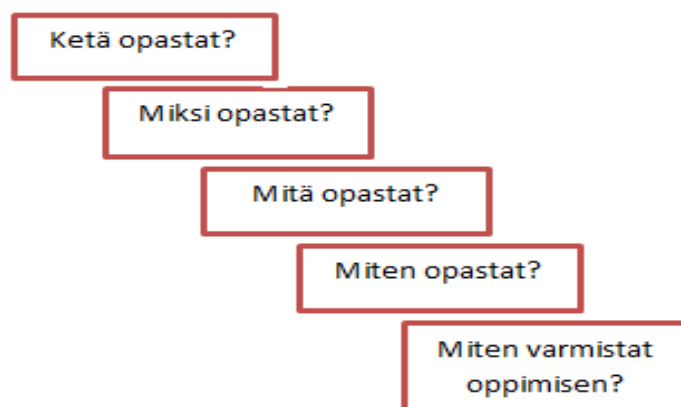 Ketä opastat?
Miksi opastat?
Mitä opastat?
Miten opastat?
Miten varmistat
oppimisen?